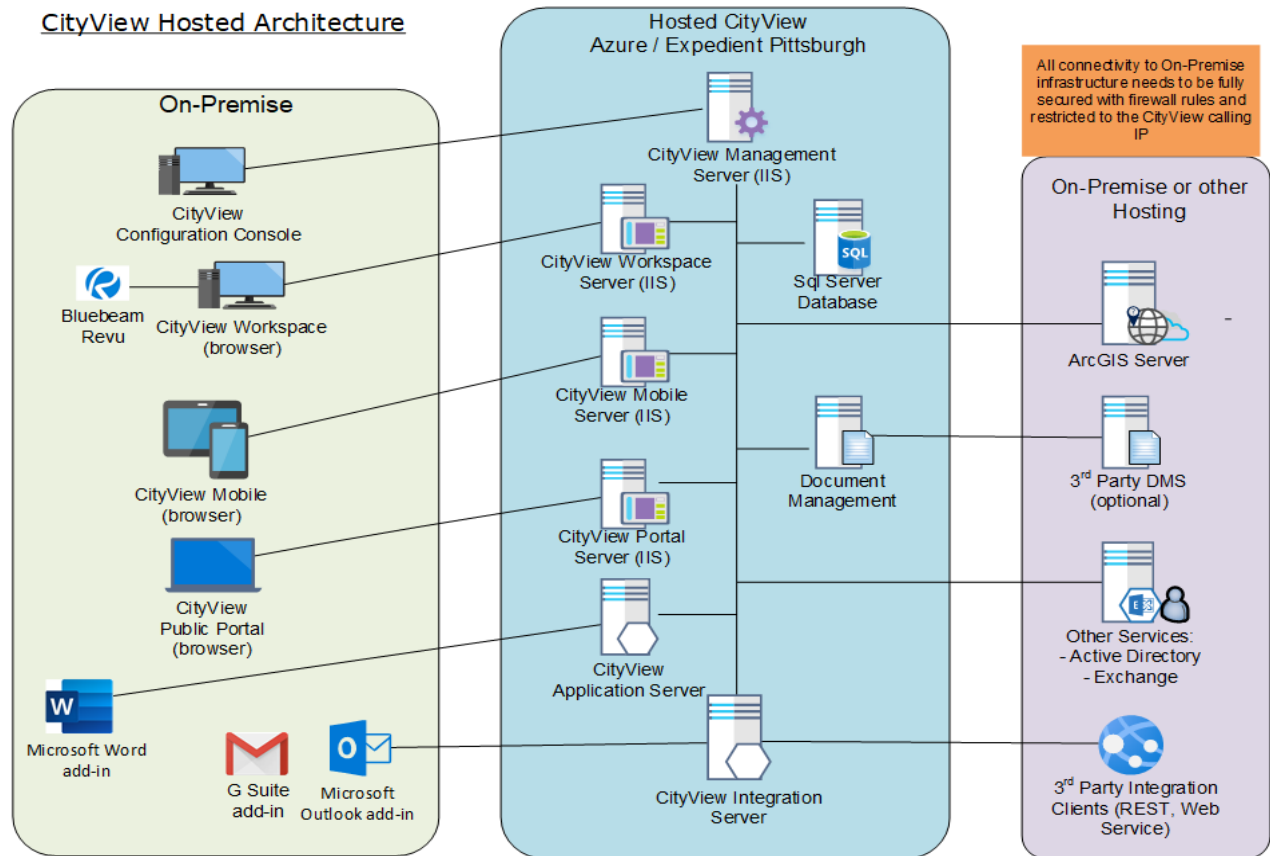 CityView Hosted Architecture
Hosted CityView
Azure / Expedient Pittsburgh
All connectivity to On-Premise
infrastructure needs to be fully
secured with firewall rules and
restricted to the CityView calling
IP
On-Premise
CityView
Configuration Console
Bluebeam
Revu
CityView Workspace
(browser)
CityView Mobile
(browser)
CityView
Public Portal
(browser)
W
Microsoft Word
add-in
G Suite
add-in
O
Microsoft
Outlook add-in
CityView Management
Server (IIS)
CityView Workspace
Server (IIS)
SQL
Sql Server
Database
CityView Mobile
Server (IIS)
Document
Management
CityView Portal
Server (IIS)
CityView
Application Server
CityView Integration
Server
On-Premise or other
Hosting
-
ArcGIS Server
3rd Party DMS
(optional)
E
Other Services:
- Active Directory
- Exchange
3rd Party Integration
Clients (REST, Web
Service)